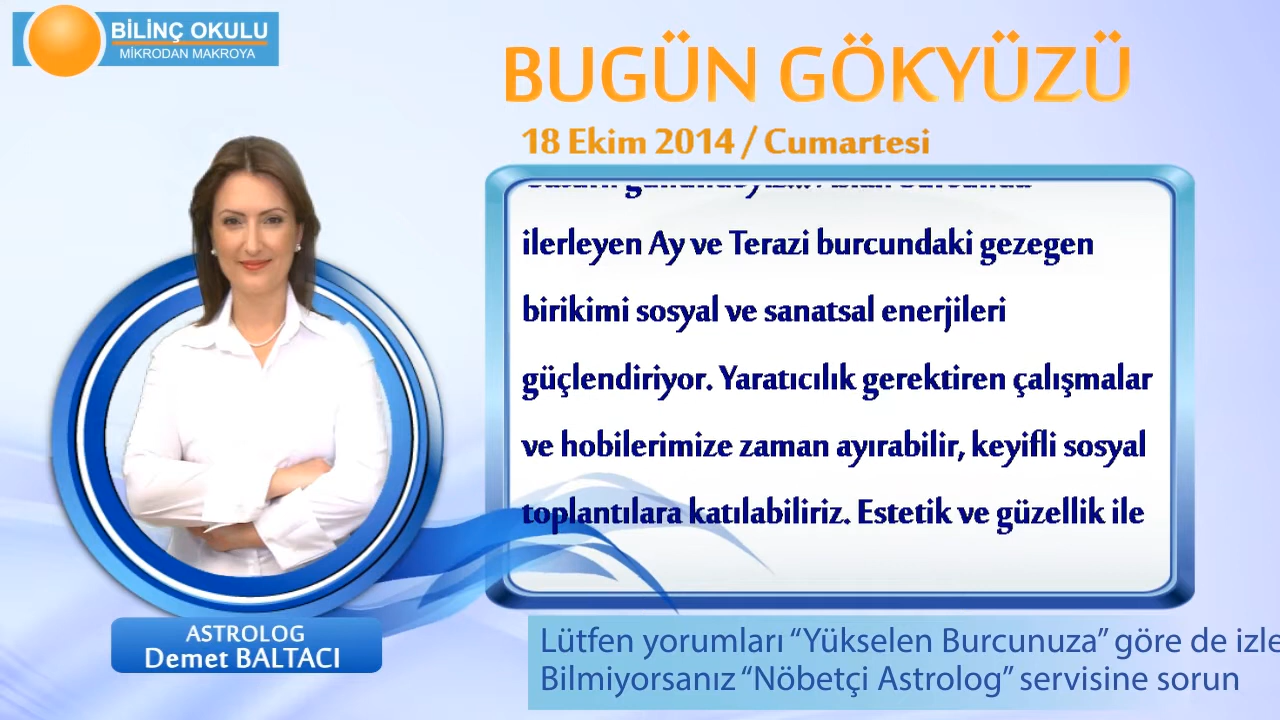 BİLİNÇ OKULU
MİKRODAN MAKROYA
BUGÜN GÖKYÜZÜ
18 Ekim 2014 / Cumartesi
ilerleyen Ay ve Terazi burcundaki gezegen
birikimi sosyal ve sanatsal enerjileri
güçlendiriyor. Yaratıcılık gerektiren çalışmalar
ve hobilerimize zaman ayırabilir, keyifli sosyal
toplantılara katılabiliriz. Estetik ve güzellik ile
ASTROLOG
Demet BALTACI
Lütfen yorumları “Yükselen Burcunuza” göre de izle
Bilmiyorsanız “Nöbetçi Astrolog” servisine sorun